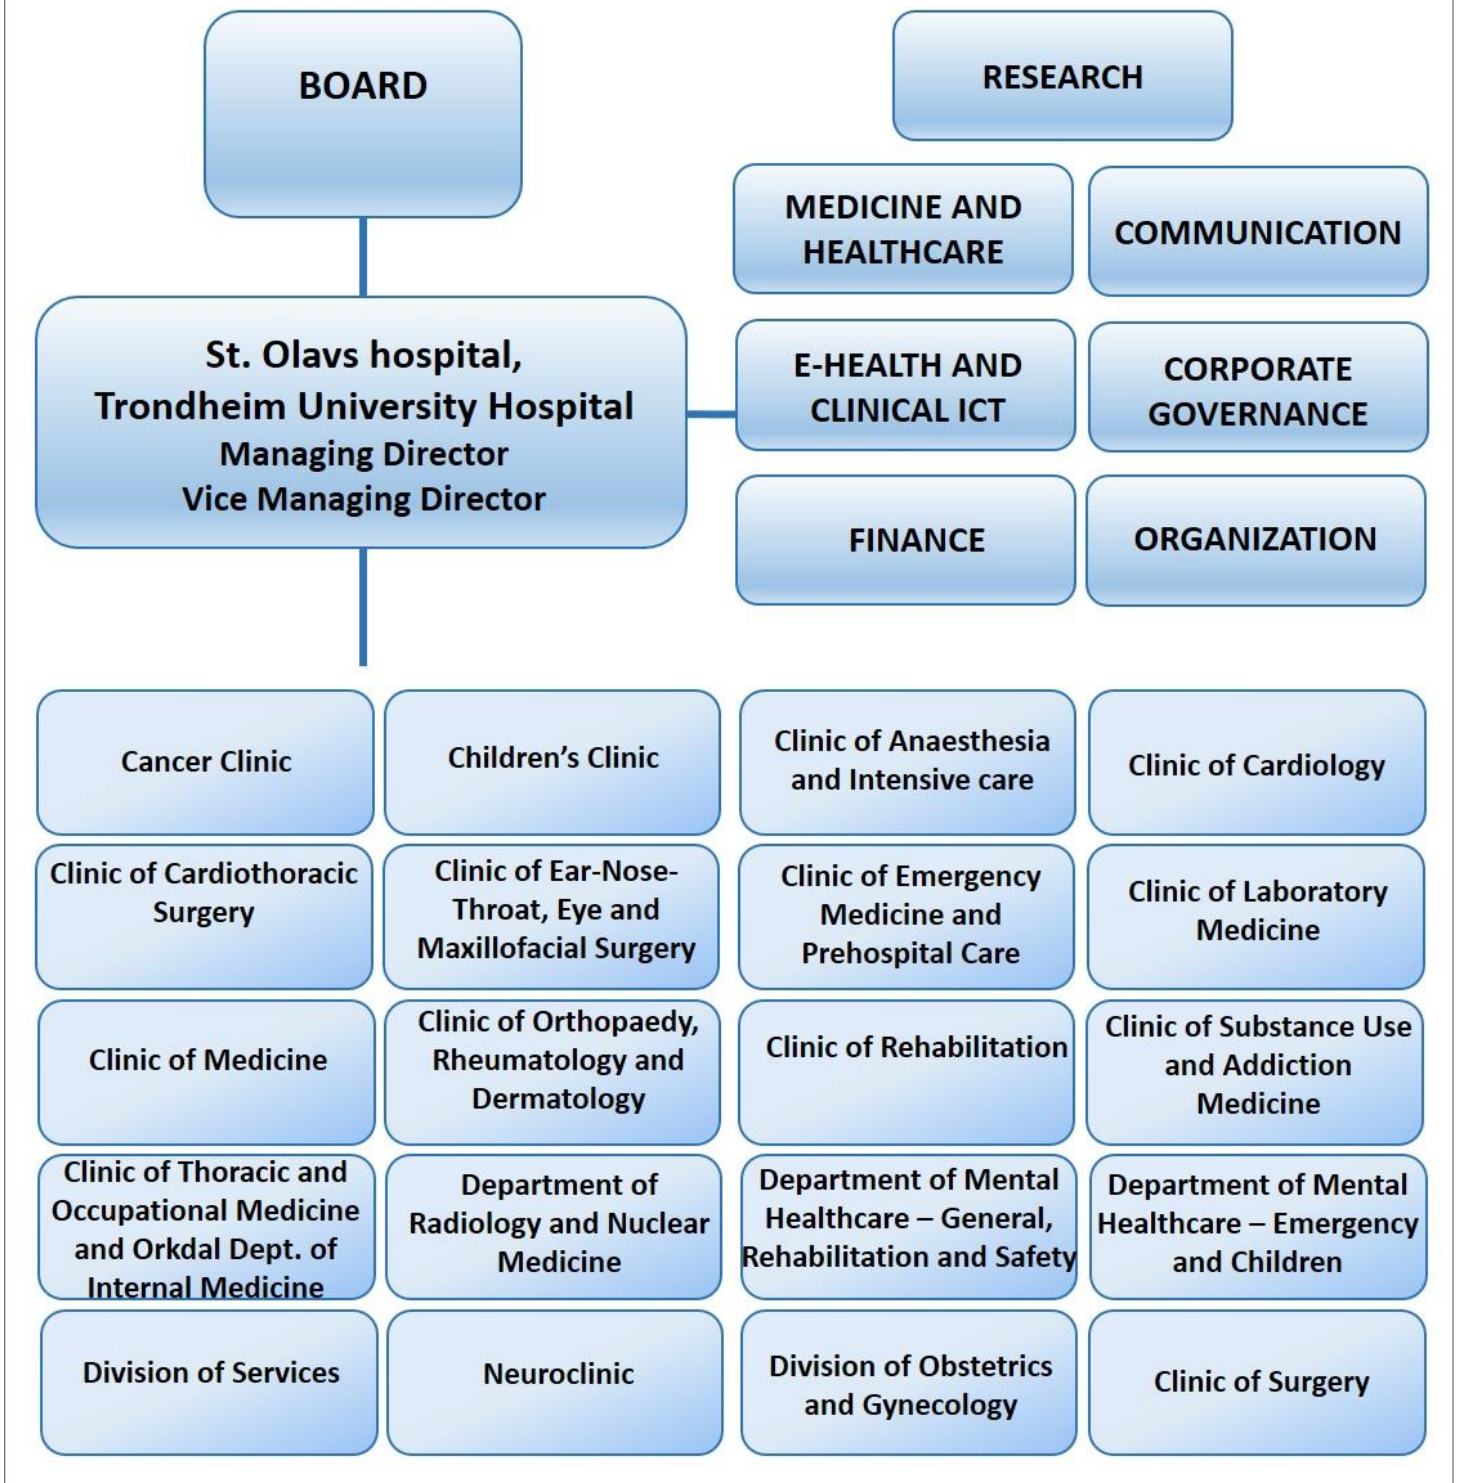 BOARD
RESEARCH
MEDICINE AND
HEALTHCARE
COMMUNICATION
St. Olavs hospital,
Trondheim University Hospital
Managing Director
Vice Managing Director
E-HEALTH AND
CLINICAL ICT
CORPORATE
GOVERNANCE
FINANCE
ORGANIZATION
Cancer Clinic
Children’s Clinic
Clinic of Anaesthesia
and Intensive care
Clinic of Cardiology
Clinic of Cardiothoracic
Surgery
Clinic of Ear-Nose-
Throat, Eye and
Maxillofacial Surgery
Clinic of Emergency
Medicine and
Prehospital Care
Clinic of Laboratory
Medicine
Clinic of Medicine
Clinic of Orthopaedy,
Rheumatology and
Dermatology
Clinic of Rehabilitation
Clinic of Substance Use
and Addiction
Medicine
Clinic of Thoracic and
Occupational Medicine
and Orkdal Dept. of
Internal Medicine
Department of
Radiology and Nuclear
Medicine
Department of Mental
Healthcare – General,
Rehabilitation and Safety
Department of Mental
Healthcare – Emergency
and Children
Division of Services
Neuroclinic
Division of Obstetrics
and Gynecology
Clinic of Surgery